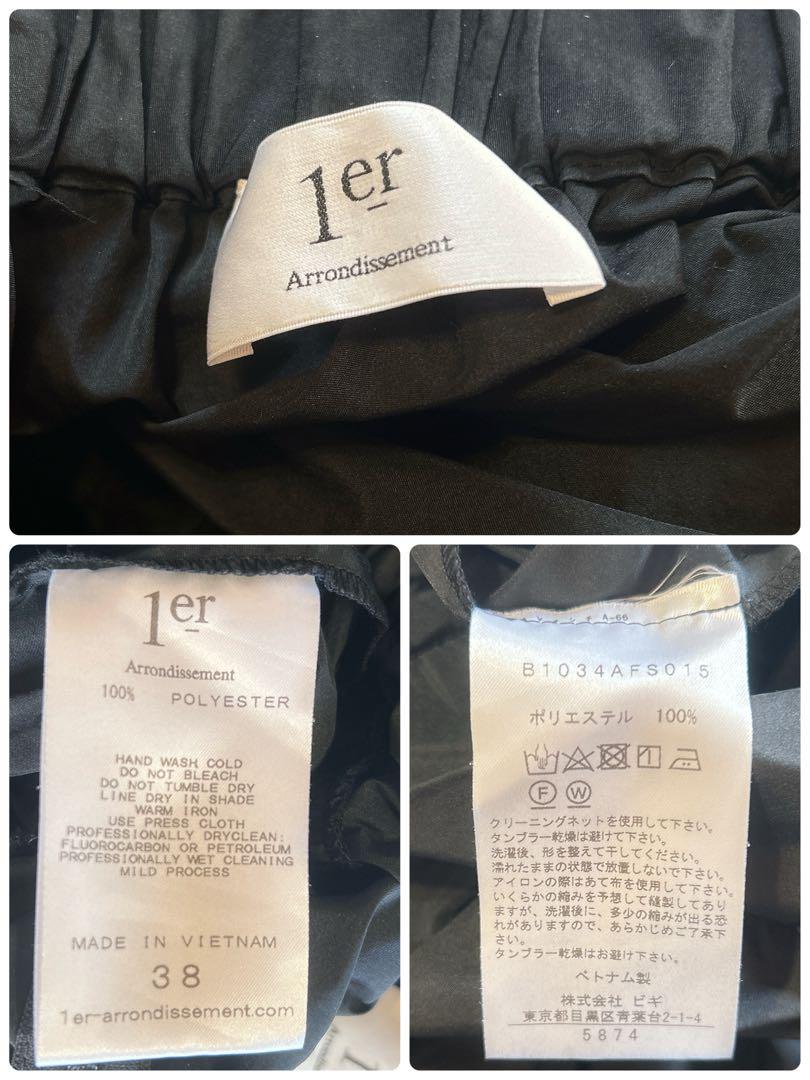 1er
Arrondissement
1er
Arrondissement
100% POLYESTER
HAND WASH COLD
DO NOT BLEACH
DO NOT TUMBLE DRY
LINE DRY IN SHADE
WARM IRON
USE PRESS CLOTH
PROFESSIONALLY DRYCLEAN:
FLUOROCARBON OR PETROLEUM
PROFESSIONALLY WET CLEANING
MILD PROCESS
MADE IN VIETNAM
38
1er-arrondissement.com
A-66
B1034AFS015
ポリエステル 100%
F W
クリーニングネットを使用して下さい。
タンブラー乾燥は避けて下さい。
洗濯後、形を整えて干してください。
濡れたままの状態で放置しないで下さい。
アイロンの際はあて布を使用して下さい。
いくらかの縮みを予想して縫製してあり
ますが、洗濯後に、多少の縮みが出る恐
れがありますので、あらかじめご了承下
さい。
タンブラー乾燥はお避け下さい。
ベトナム製
株式会社 ビギ
東京都目黒区青葉台2-1-4
5874